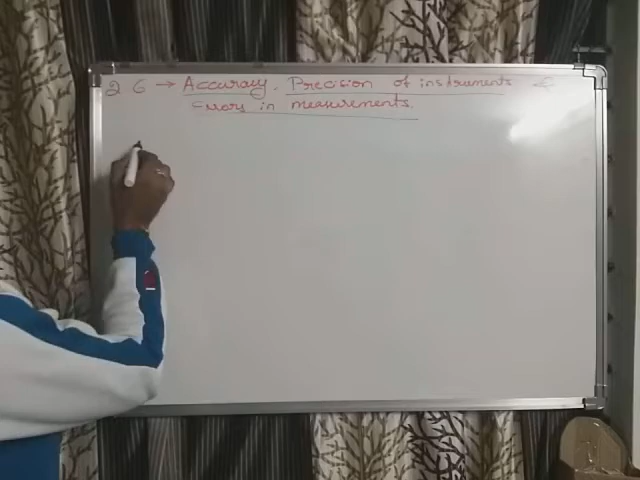 2 6 → Accuracy, Precision of instruments &
Errors in measurements.